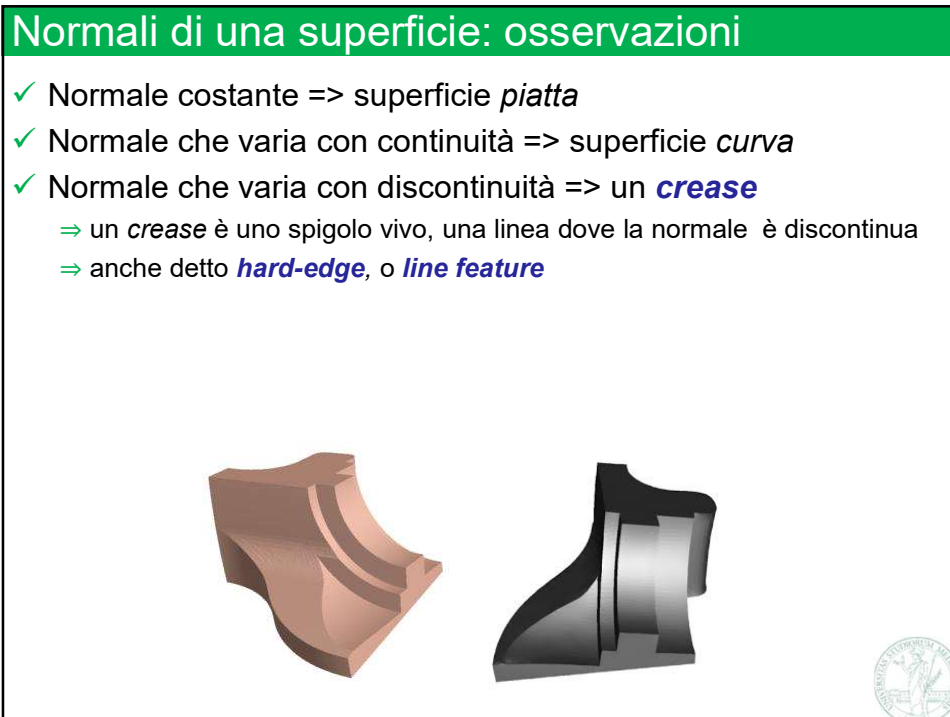 Normali di una superficie: osservazioni
✓ Normale costante => superficie piatta
✓ Normale che varia con continuità => superficie curva
✓ Normale che varia con discontinuità => un crease
⇒ un crease è uno spigolo vivo, una linea dove la normale è discontinua
⇒ anche detto hard-edge, o line feature